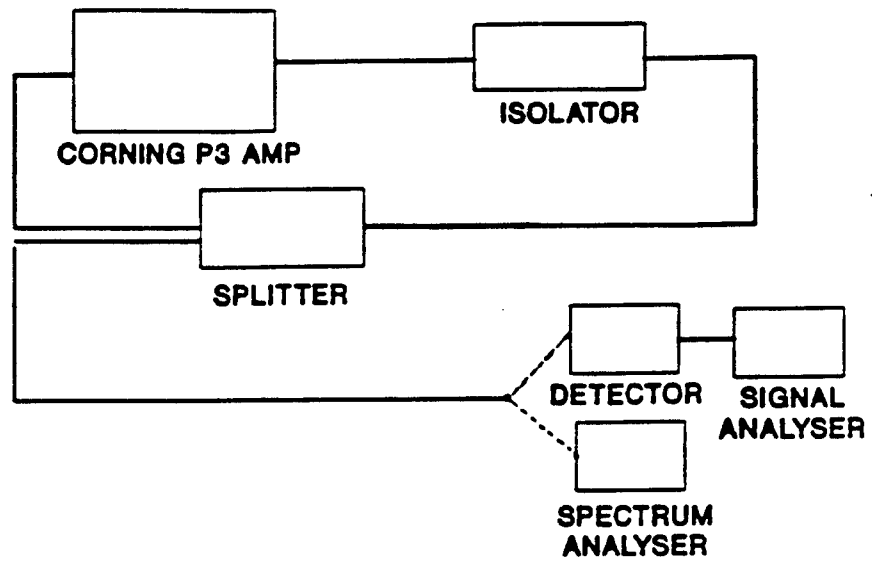 CORNING P3 AMP
ISOLATOR
SPLITTER
DETECTOR
SIGNAL
ANALYSER
SPECTRUM
ANALYSER